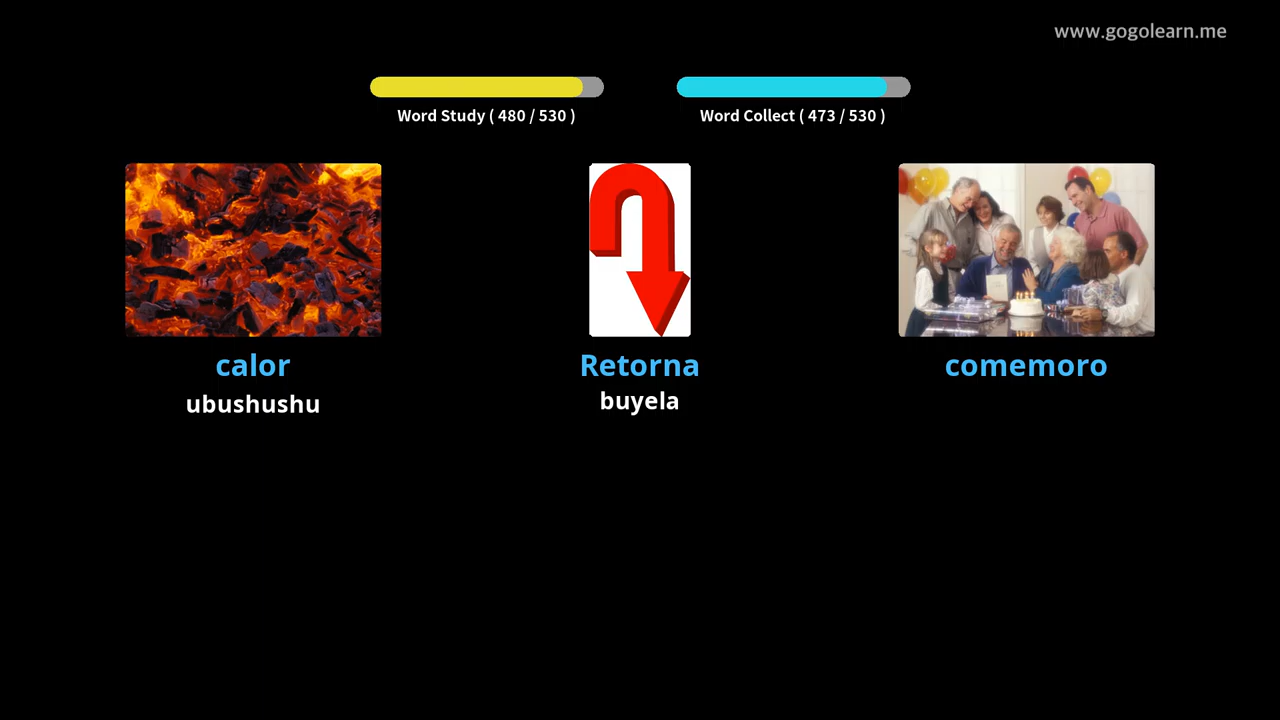 www.gogolearn.me
Word Study ( 480 / 530 )
Word Collect ( 473 / 530 )
calor
ubushushu
Retorna
buyela
comemoro